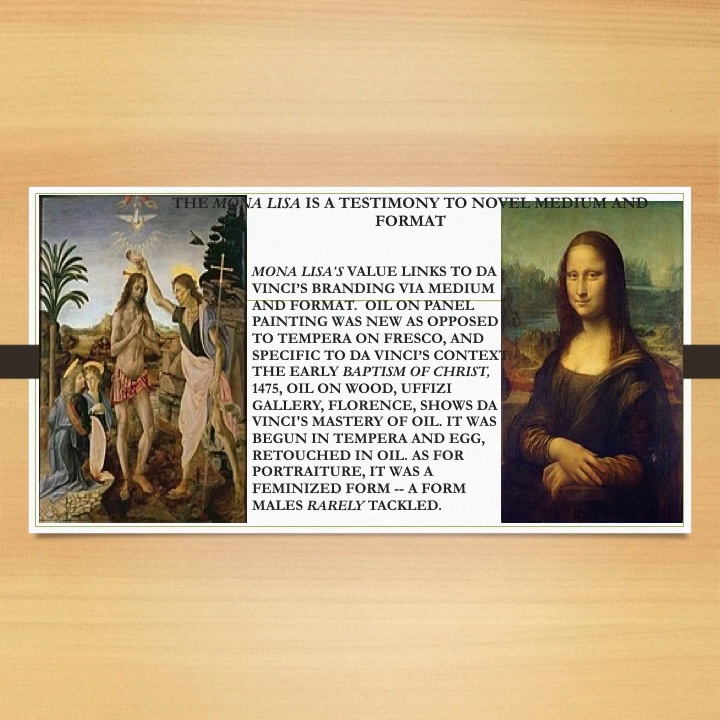 THE MONA LISA IS A TESTIMONY TO NOVEL MEDIUM AND
FORMAT
MONA LISA'S VALUE LINKS TO DA
VINCI'S BRANDING VIA MEDIUM
AND FORMAT. OIL ON PANEL
PAINTING WAS NEW AS OPPOSED
TO TEMPERA ON FRESCO, AND
SPECIFIC TO DA VINCI'S CONTEXT.
THE EARLY BAPTISM OF CHRIST,
1475, OIL ON WOOD, UFFIZI
GALLERY, FLORENCE, SHOWS DA
VINCI'S MASTERY OF OIL. IT WAS
BEGUN IN TEMPERA AND EGG,
RETOUCHED IN OIL. AS FOR
PORTRAITURE, IT WAS A
FEMINIZED FORM -- A FORM
MALES RARELY TACKLED.